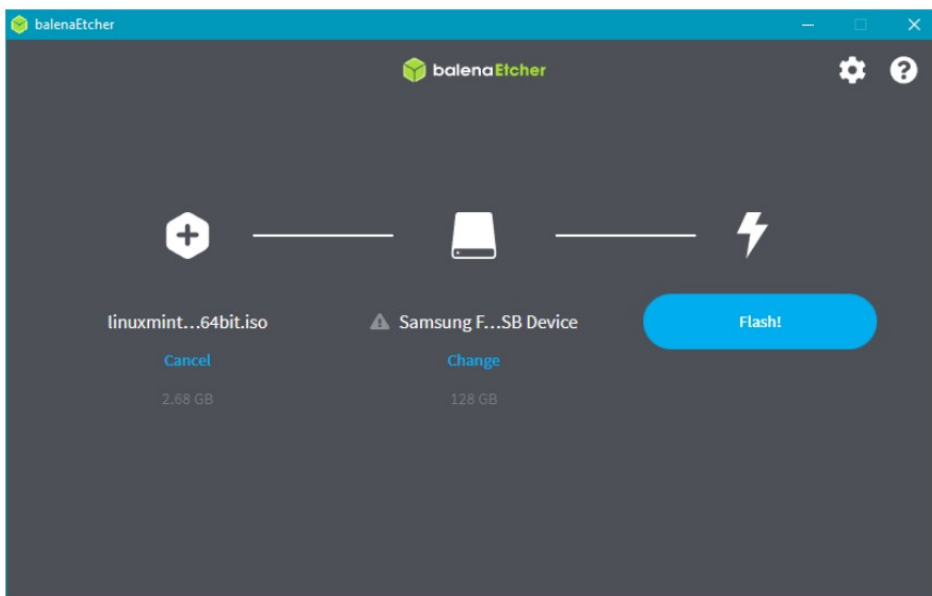 balenaEtcher
balenaEtcher
linuxmint...64bit.iso
Samsung F...SB Device
Flash!
Cancel
Change
2.68 GB
128 GB